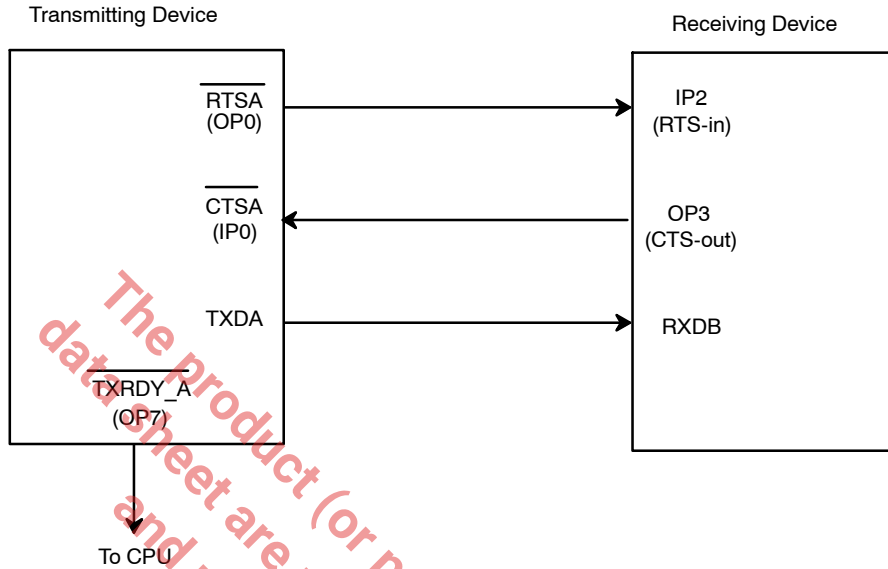 Transmitting Device
Receiving Device
RTSA
(OP0)
IP2
(RTS-in)
CTSA
(IP0)
OP3
(CTS-out)
TXDA
RXDB
TXRDY_A
(OP7)
To CPU
The product (or p
data sheet are
and